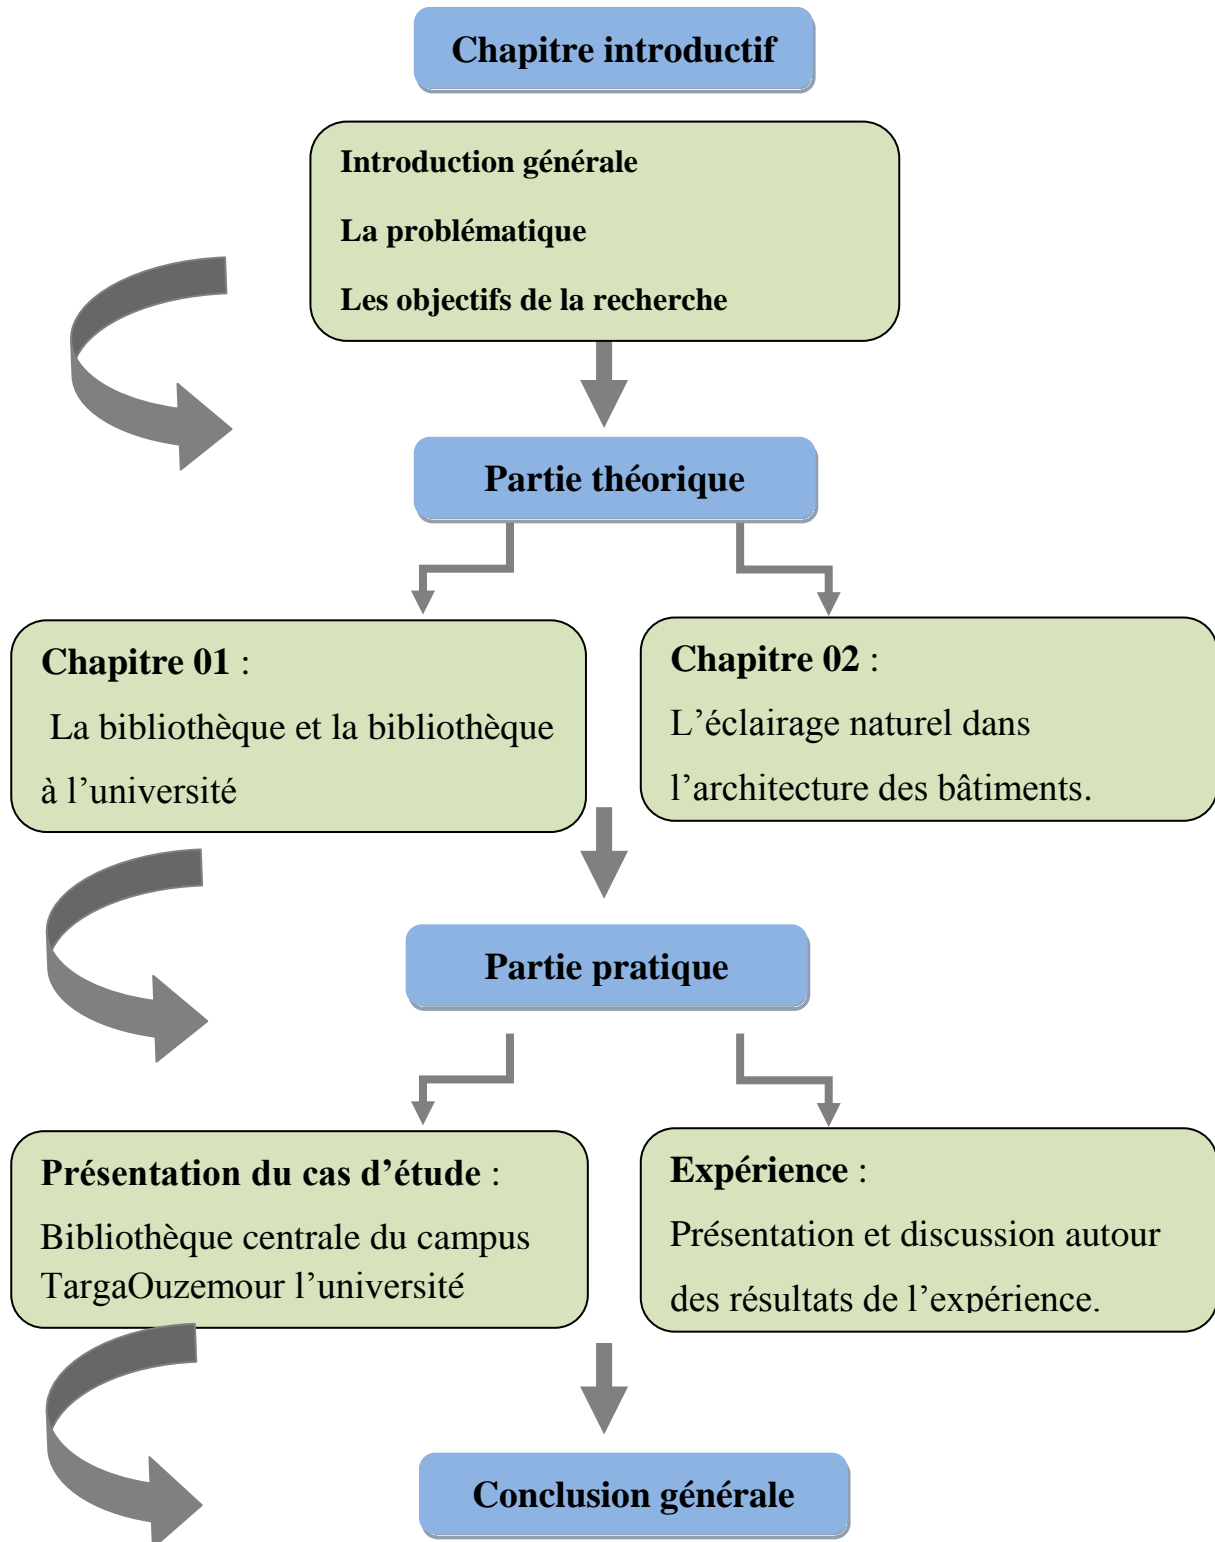 Chapitre introductif
Introduction générale
La problématique
Les objectifs de la recherche
Partie théorique
Chapitre 01 :
La bibliothèque et la bibliothèque
à l’université
Chapitre 02 :
L’éclairage naturel dans
l’architecture des bâtiments.
Partie pratique
Présentation du cas d’étude :
Bibliothèque centrale du campus
TargaOuzemour l’université
Expérience :
Présentation et discussion autour
des résultats de l’expérience.
Conclusion générale